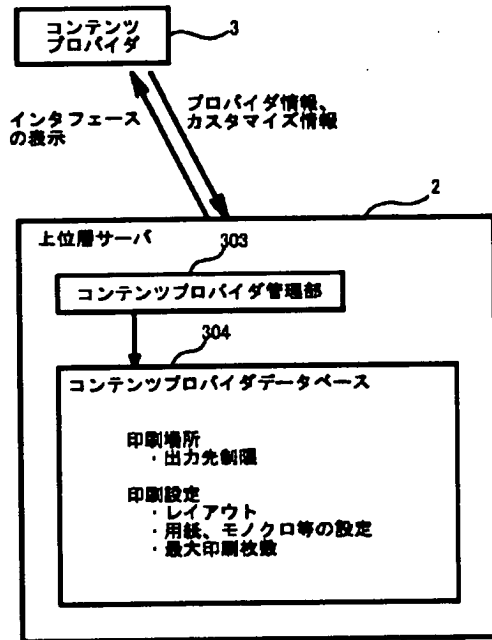 コンテンツ
プロバイダ
3
プロバイダ情報、
カスタマイズ情報
インタフェース
の表示
2
上位層サーバ
303
コンテンツプロバイダ管理部
304
コンテンツプロバイダデータベース
印刷場所
・出力先制限
印刷設定
・レイアウト
・用紙、モノクロ等の設定
・最大印刷枚数